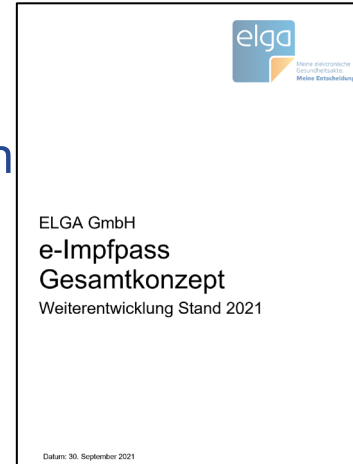 elga
Meine elektronische
Gesundheitsakte.
Meine Entscheidung
n
ELGA GmbH
e-Impfpass
Gesamtkonzept
Weiterentwicklung Stand 2021
Datum: 30. September 2021